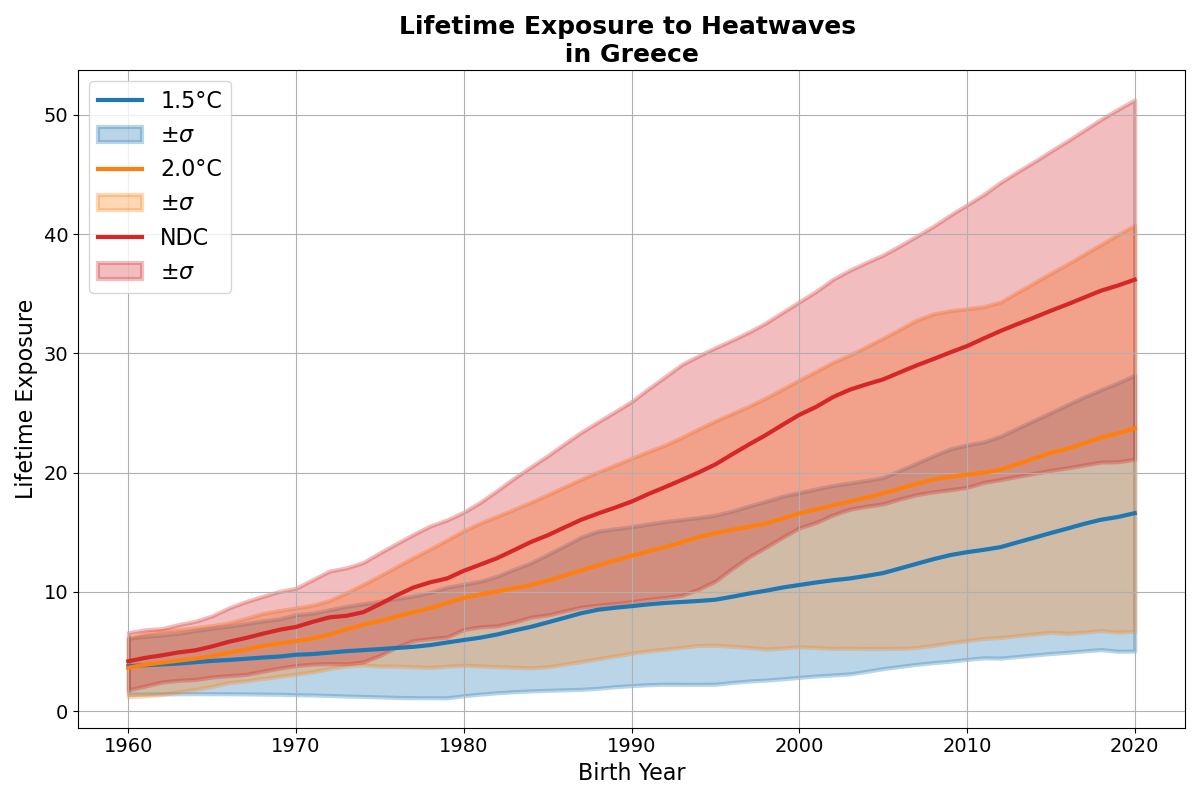 Lifetime Exposure to Heatwaves
in Greece
1.5°C
±σ
2.0°C
±σ
NDC
±σ
Lifetime Exposure
50
40
30
20
10
0
1960 1970 1980 1990 2000 2010 2020
Birth Year